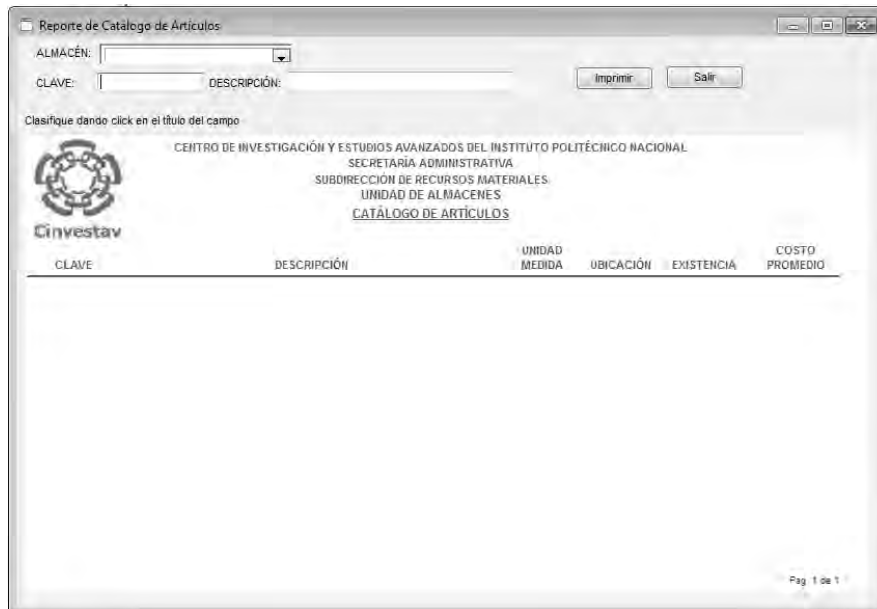 Reporte de Catálogo de Artículos
ALMACÉN:
CLAVE: DESCRIPCIÓN: Imprimir Salir
Clasifique dando click en el título del campo
CENTRO DE INVESTIGACIÓN Y ESTUDIOS AVANZADOS DEL INSTITUTO POLITÉCNICO NACIONAL
SECRETARÍA ADMINISTRATIVA
SUBDIRECCIÓN DE RECURSOS MATERIALES
UNIDAD DE ALMACENES
CATÁLOGO DE ARTÍCULOS
Cinvestav
CLAVE DESCRIPCIÓN UNIDAD MEDIDA UBICACIÓN EXISTENCIA COSTO PROMEDIO
Pag 1 de 1